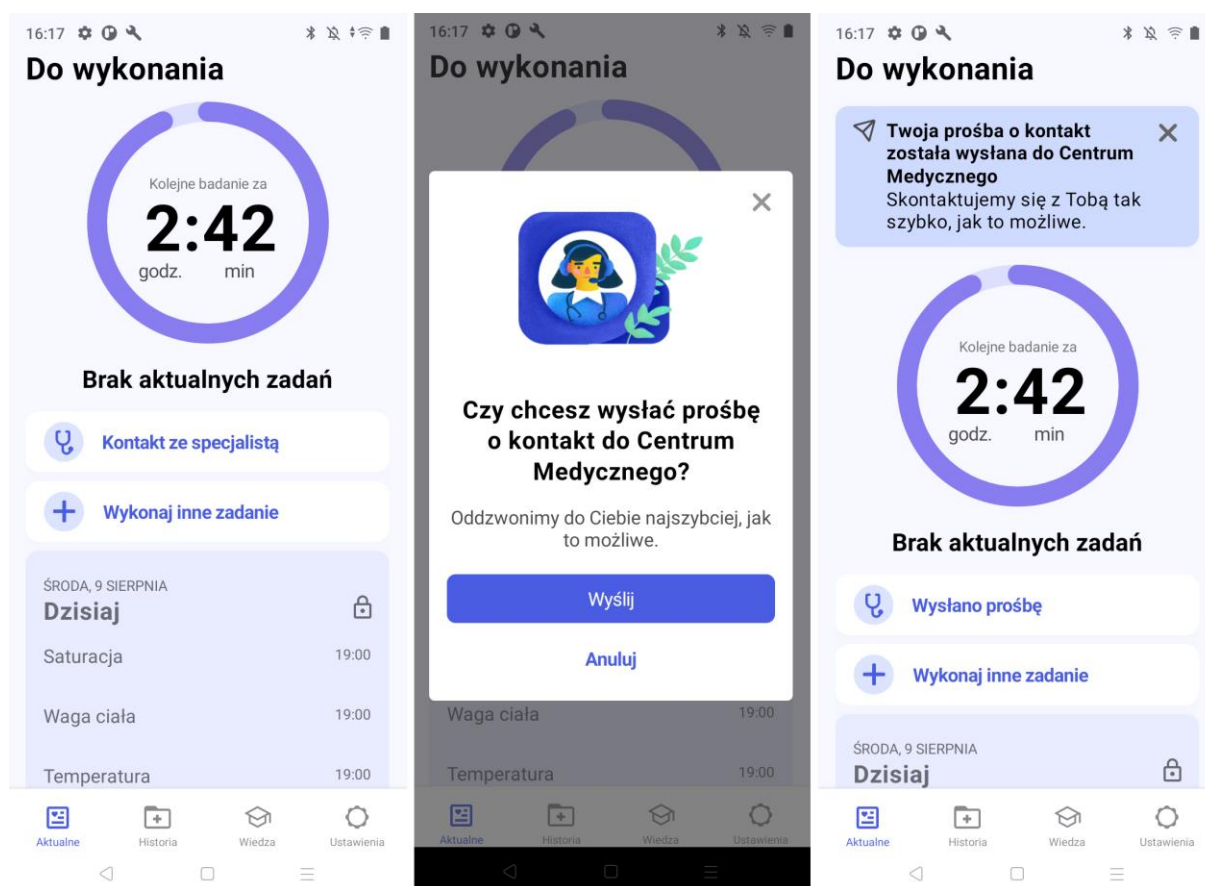 16:17
Do wykonania
Kolejne badanie za
2:42
godz. min
Brak aktualnych zadań
Kontakt ze specjalistą
Wykonaj inne zadanie
ŚRODA, 9 SIERPNIA
Dzisiaj
Saturacja 19:00
Waga ciała 19:00
Temperatura 19:00
Aktualne Historia Wiedza Ustawienia
16:17
Do wykonania
Czy chcesz wysłać prośbę
o kontakt do Centrum
Medycznego?
Oddzwonimy do Ciebie najszybciej, jak
to możliwe.
Wyślij
Anuluj
Waga ciała 19:00
Temperatura 19:00
Aktualne Historia Wiedza Ustawienia
16:17
Do wykonania
Twoja prośba o kontakt
została wysłana do Centrum
Medycznego
Skontaktujemy się z Tobą tak
szybko, jak to możliwe.
Kolejne badanie za
2:42
godz. min
Brak aktualnych zadań
Wysłano prośbę
Wykonaj inne zadanie
ŚRODA, 9 SIERPNIA
Dzisiaj
Aktualne Historia Wiedza Ustawienia